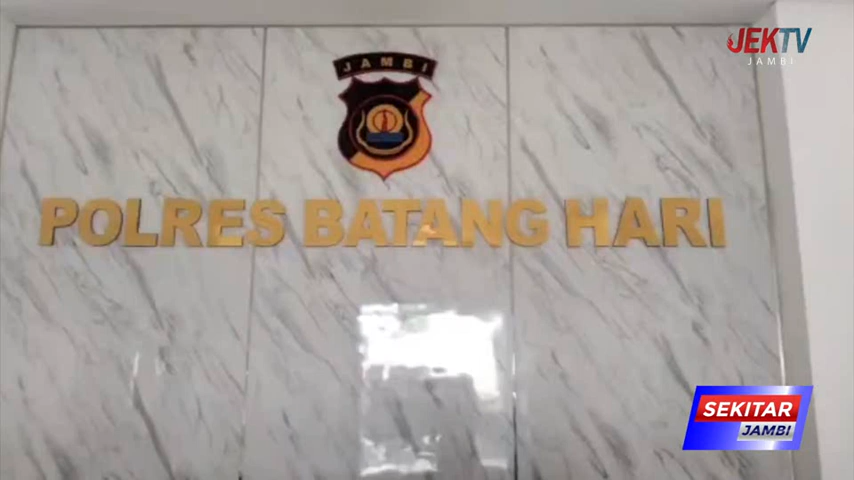 JEKTV
JAMBI
JAMBI
POLRES BATANG HARI
SEKITAR
JAMBI